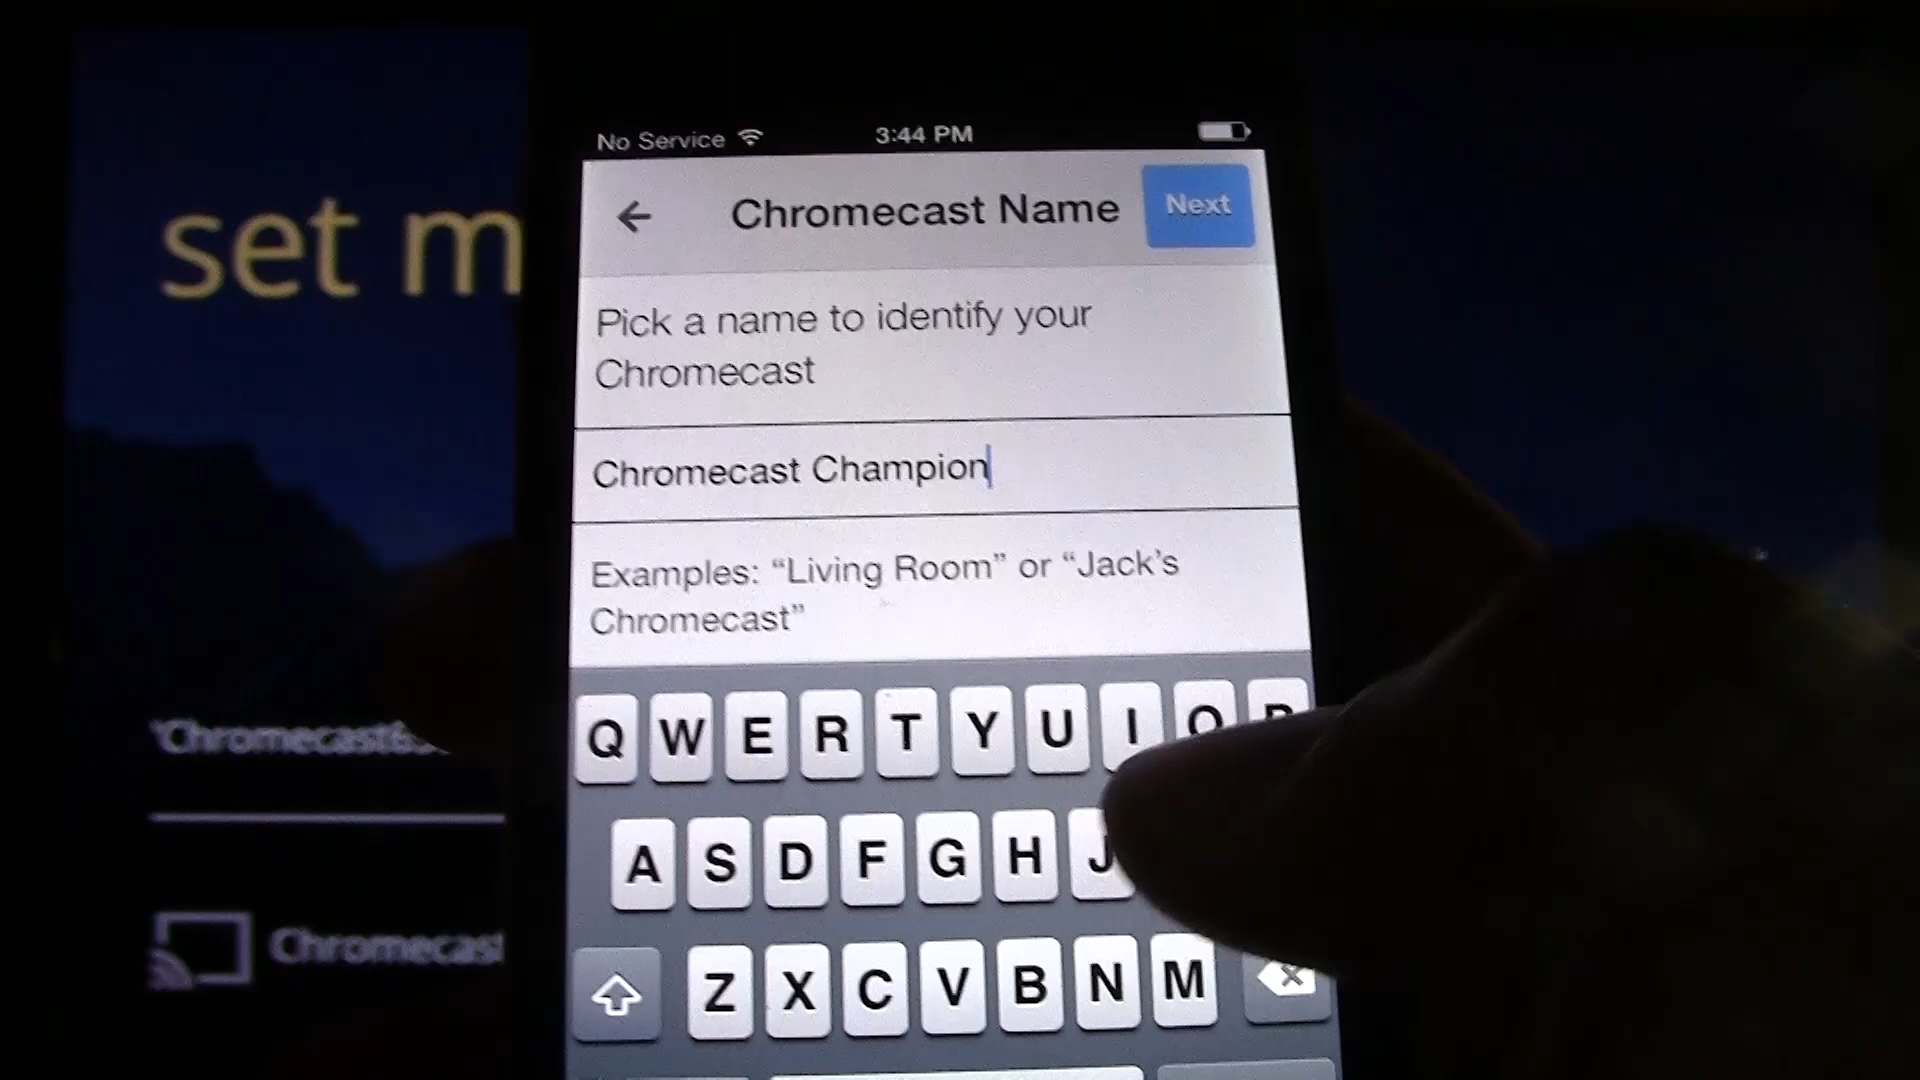 set m
No Service 3:44 PM
Chromecast Name Next
Pick a name to identify your
Chromecast
Chromecast Champion
Examples: “Living Room” or “Jack’s
Chromecast”
Q W E R T Y U I O P
A S D F G H J
Z X C V B N M
Chromecast